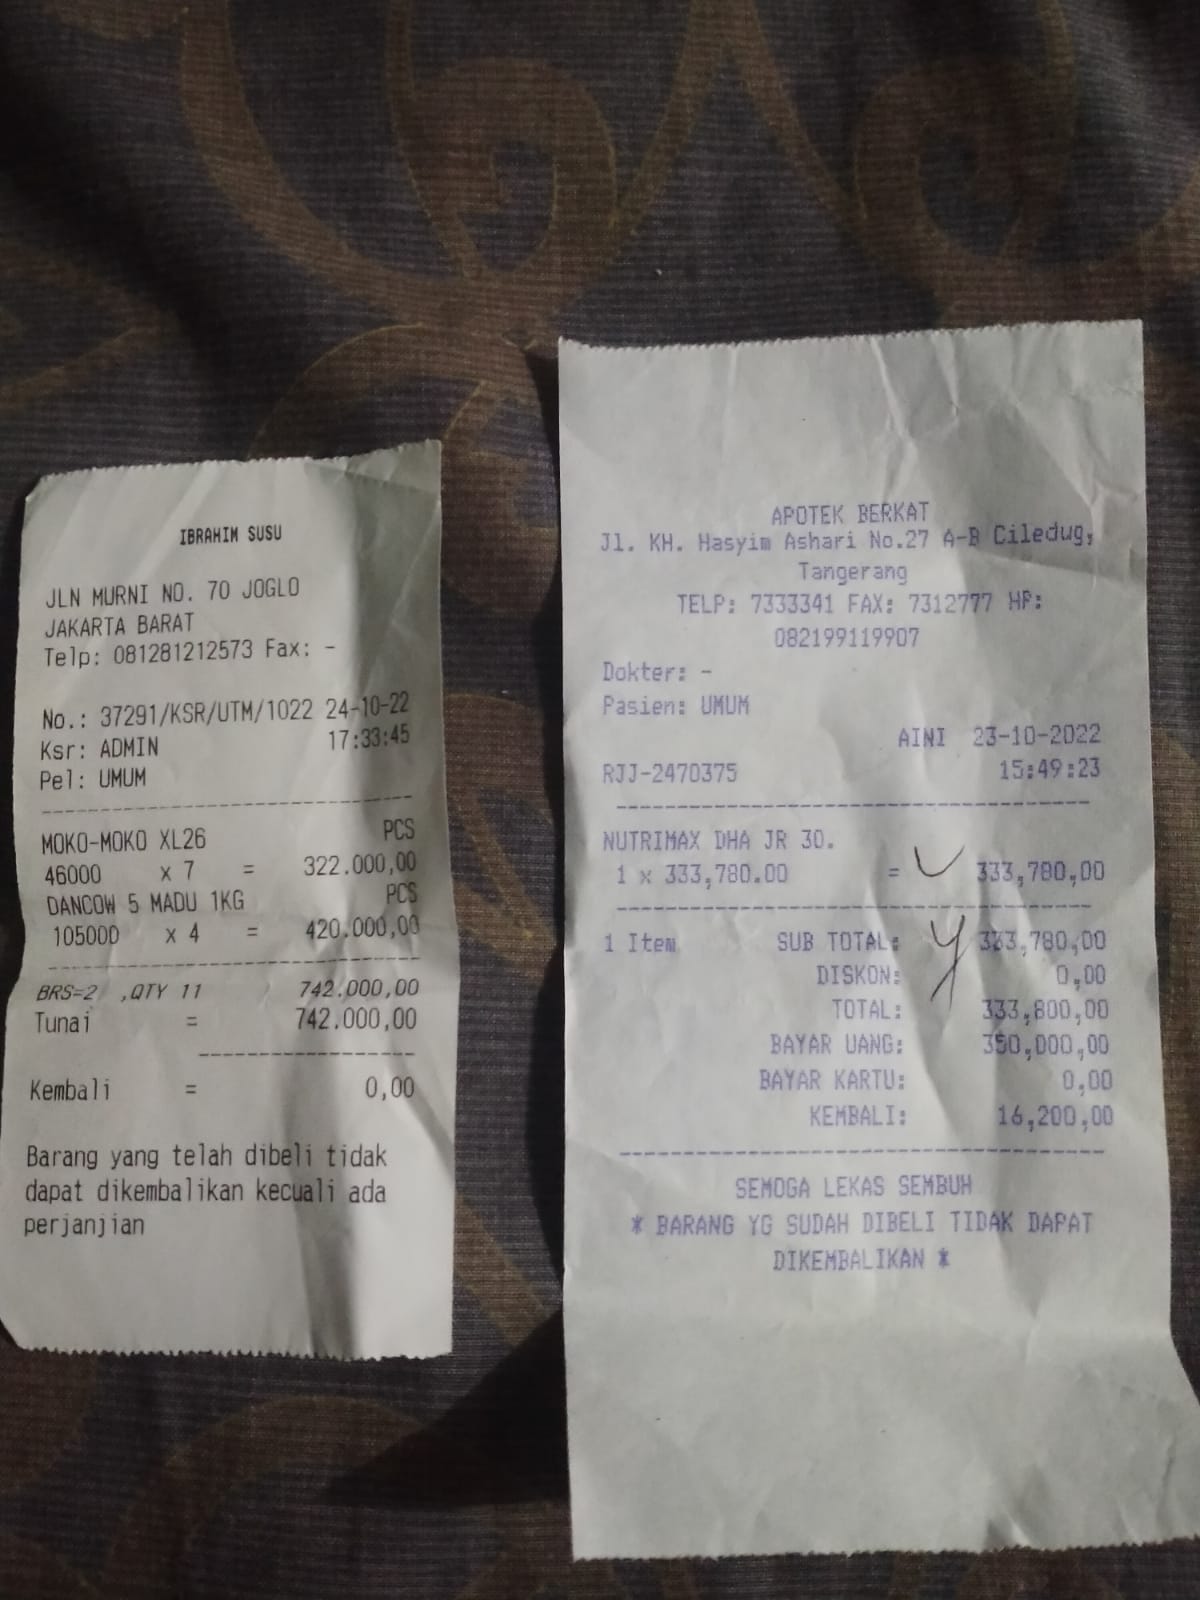 IBRAHIM SUSU
JLN MURNI NO. 70 JOGLO
JAKARTA BARAT
Telp: 081281212573 Fax: -
No.: 37291/KSR/UTM/1022 24-10-22
Ksr: ADMIN 17:33:45
Pel: UMUM
MOKO-MOKO XL26 PCS
46000 x 7 = 322.000,00
DANCOW 5 MADU 1KG PCS
105000 x 4 = 420.000,00
BRS=2 ,QTY 11 742.000,00
Tunai = 742.000,00
Kembali = 0,00
Barang yang telah dibeli tidak
dapat dikembalikan kecuali ada
perjanjian
APOTEK BERKAT
Jl. KH. Hasyim Ashari No.27 A-B Ciledug,
Tangerang
TELP: 7333341 FAX: 7312777 HP:
082199119907
Dokter: -
Pasien: UMUM
AINI 23-10-2022
RJJ-2470375 15:49:23
NUTRIMAX DHA JR 30.
1 x 333,780.00 = 333,780,00
1 Item SUB TOTAL: 333,780,00
DISKON: 0,00
TOTAL: 333,800,00
BAYAR UANG: 350,000,00
BAYAR KARTU: 0,00
KEMBALI: 16,200,00
SEMOGA LEKAS SEMBUH
* BARANG YG SUDAH DIBELI TIDAK DAPAT
DIKEMBALIKAN *